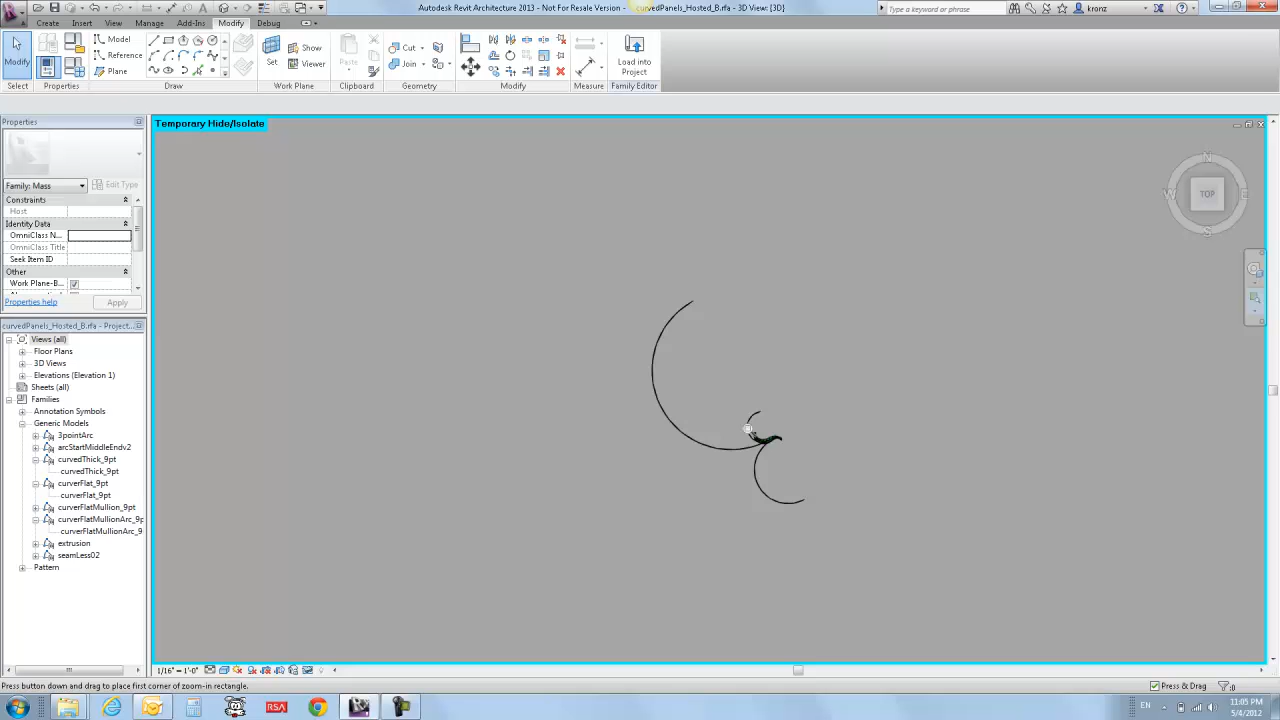 Autodesk Revit Architecture 2013 - Not For Resale Version - curvedPanels_Hosted_B.rfa - 3D View: {3D}
Type a keyword or phrase
kronz
Create Insert View Manage Add-Ins Modify Debug
Modify
Model
Reference
Plane
Set
Show
Viewer
Paste
Cut
Join
Load into
Project
Select Properties Draw Work Plane Clipboard Geometry Modify Measure Family Editor
Properties
Temporary Hide/Isolate
Family: Mass
Edit Type
Constraints
Host
Identity Data
OmniClass N...
OmniClass Title
Seek Item ID
Other
Work Plane-B...
Properties help
Apply
N
W
TOP
E
S
curvedPanels_Hosted_B.rfa - Project...
Views (all)
Floor Plans
3D Views
Elevations (Elevation 1)
Sheets (all)
Families
Annotation Symbols
Generic Models
3pointArc
arcStartMiddleEndv2
curvedThick_9pt
curvedThick_9pt
curverFlat_9pt
curverFlat_9pt
curverFlatMullion_9pt
curverFlatMullionArc_9p
curverFlatMullionArc_9
extrusion
seamLess02
Pattern
1/16" = 1'-0"
Press button down and drag to place first corner of zoom-in rectangle.
Press & Drag
:0
RSA
EN
11:05 PM
5/4/2012